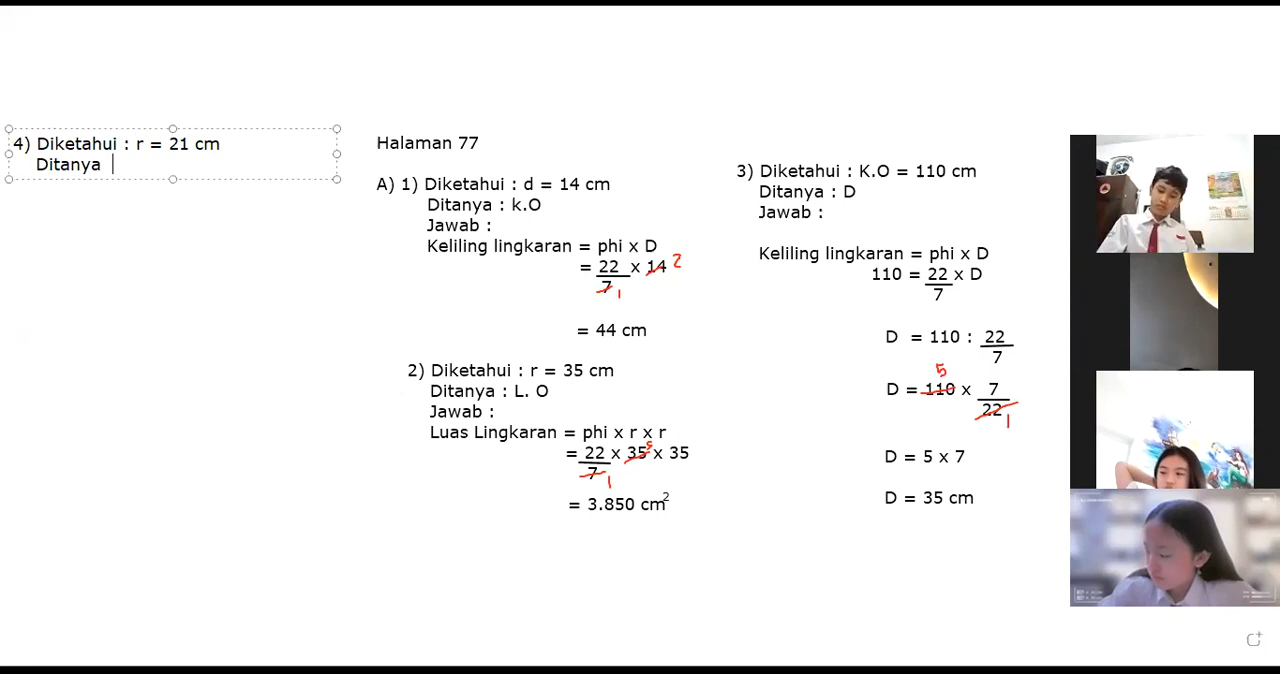 4) Diketahui : r = 21 cm
Ditanya
Halaman 77
A) 1) Diketahui : d = 14 cm
Ditanya : k.O
Jawab :
Keliling lingkaran = phi x D
= 22 x 14 2
7 1
= 44 cm
2) Diketahui : r = 35 cm
Ditanya : L. O
Jawab :
Luas Lingkaran = phi x r x r
= 22 x 35 5 x 35
7 1
= 3.850 cm2
3) Diketahui : K.O = 110 cm
Ditanya : D
Jawab :
Keliling lingkaran = phi x D
110 = 22 x D
7
D = 110 : 22
7
5
D = 110 x 7
22 1
D = 5 x 7
D = 35 cm